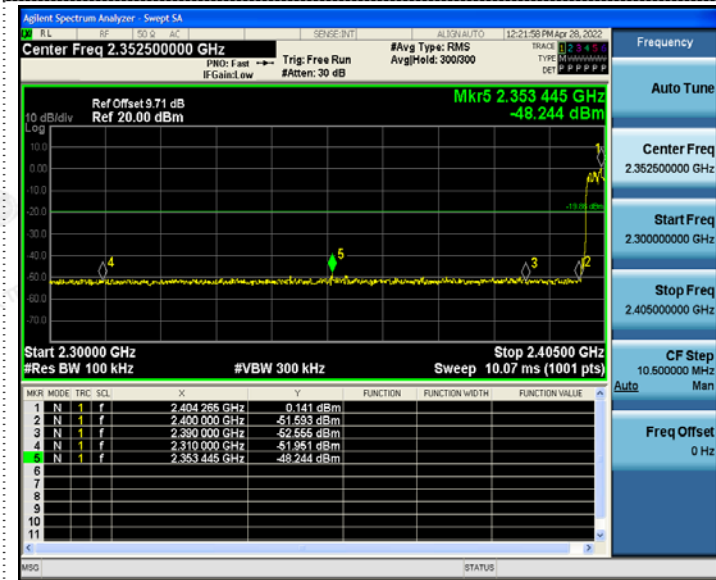 Agilent Spectrum Analyzer - Swept SA
RL RF 50 Ω AC SENSE:INT ALIGNAUTO 12:21:58 PM Apr 28, 2022
Center Freq 2.352500000 GHz #Avg Type: RMS TRACE 1 2 3 4 5 6 Frequency
PNO: Fast Trig: Free Run Avg|Hold: 300/300 TYPE M
IFGain:Low #Atten: 30 dB DET P P P P P P
Auto Tune
Mkr5 2.353 445 GHz
Ref Offset 9.71 dB
10 dB/div Ref 20.00 dBm -48.244 dBm
Log
10.0
0.00
-10.0
-20.0
-30.0
-40.0
-50.0
-60.0
-70.0
1
-19.86 dBm
4
5
3
2
Center Freq
2.352500000 GHz
Start Freq
2.300000000 GHz
Stop Freq
2.405000000 GHz
Start 2.30000 GHz Stop 2.40500 GHz
#Res BW 100 kHz #VBW 300 kHz Sweep 10.07 ms (1001 pts)
CF Step
10.500000 MHz
Auto Man
MKR MODE TRC SCL X Y FUNCTION FUNCTION WIDTH FUNCTION VALUE
1 N 1 f 2.404 265 GHz 0.141 dBm
2 N 1 f 2.400 000 GHz -51.593 dBm
3 N 1 f 2.390 000 GHz -52.555 dBm
4 N 1 f 2.310 000 GHz -51.951 dBm
5 N 1 f 2.353 445 GHz -48.244 dBm
6
7
8
9
10
11
Freq Offset
0 Hz
MSG STATUS